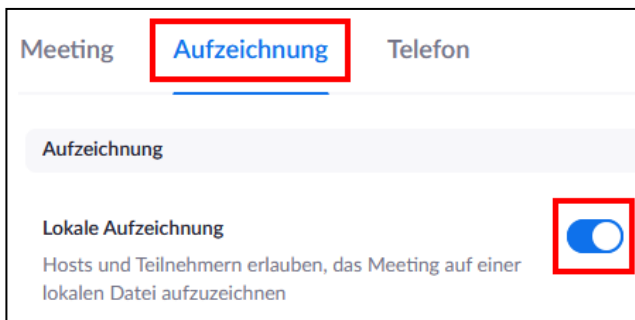 Meeting Aufzeichnung Telefon
Aufzeichnung
Lokale Aufzeichnung
Hosts und Teilnehmern erlauben, das Meeting auf einer
lokalen Datei aufzuzeichnen